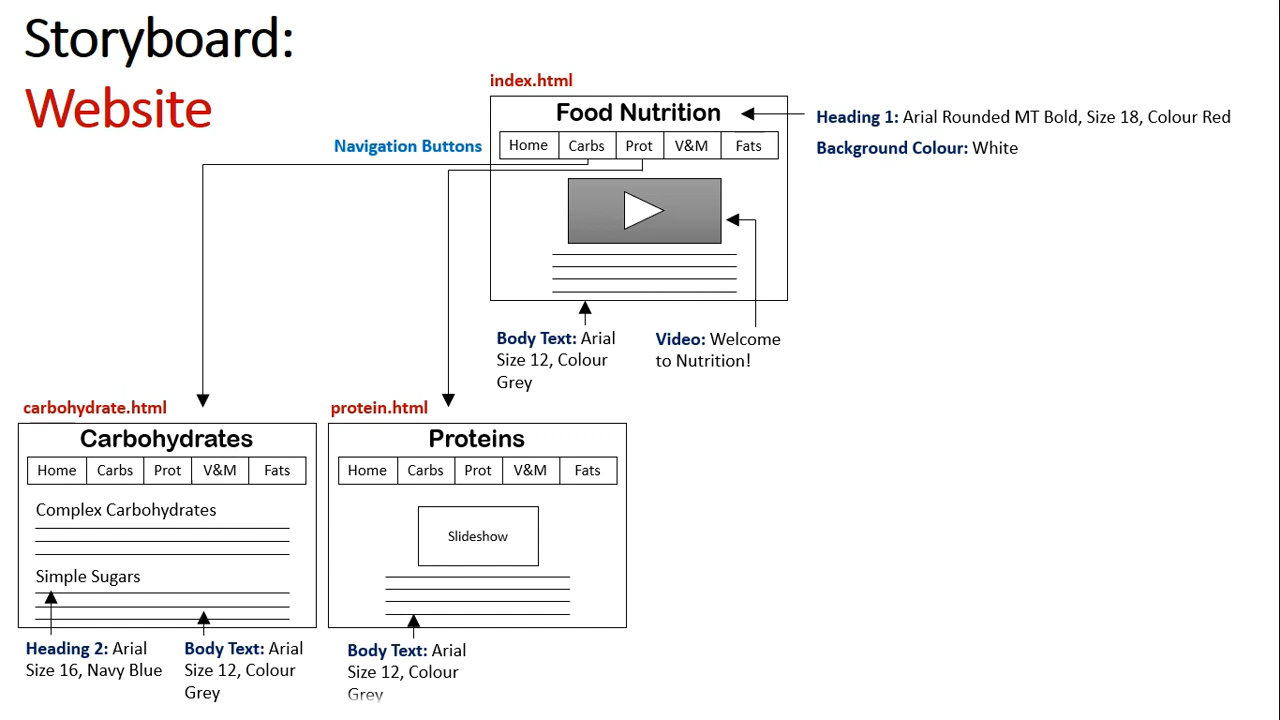 Storyboard:
Website
index.html
Food Nutrition
Heading 1: Arial Rounded MT Bold, Size 18, Colour Red
Navigation Buttons
Home Carbs Prot V&M Fats
Background Colour: White
Body Text: Arial
Size 12, Colour
Grey
Video: Welcome
to Nutrition!
carbohydrate.html
Carbohydrates
Home Carbs Prot V&M Fats
Complex Carbohydrates
Simple Sugars
Heading 2: Arial
Size 16, Navy Blue
Body Text: Arial
Size 12, Colour
Grey
protein.html
Proteins
Home Carbs Prot V&M Fats
Slideshow
Body Text: Arial
Size 12, Colour
Grey